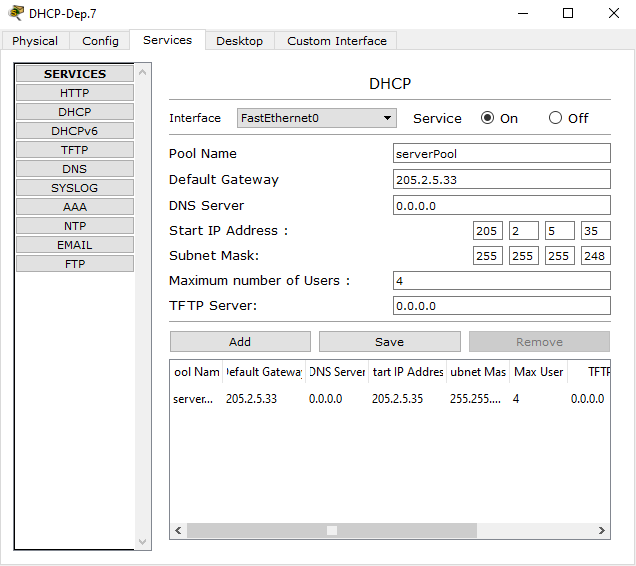 DHCP-Dep.7
Physical Config Services Desktop Custom Interface
SERVICES
HTTP
DHCP
DHCPv6
TFTP
DNS
SYSLOG
AAA
NTP
EMAIL
FTP
DHCP
Interface FastEthernet0 Service On Off
Pool Name serverPool
Default Gateway 205.2.5.33
DNS Server 0.0.0.0
Start IP Address : 205 2 5 35
Subnet Mask: 255 255 255 248
Maximum number of Users : 4
TFTP Server: 0.0.0.0
Add Save Remove
ool Nam efault Gateway DNS Server tart IP Addres ubnet Mas Max User TFTP
server... 205.2.5.33 0.0.0.0 205.2.5.35 255.255.... 4 0.0.0.0